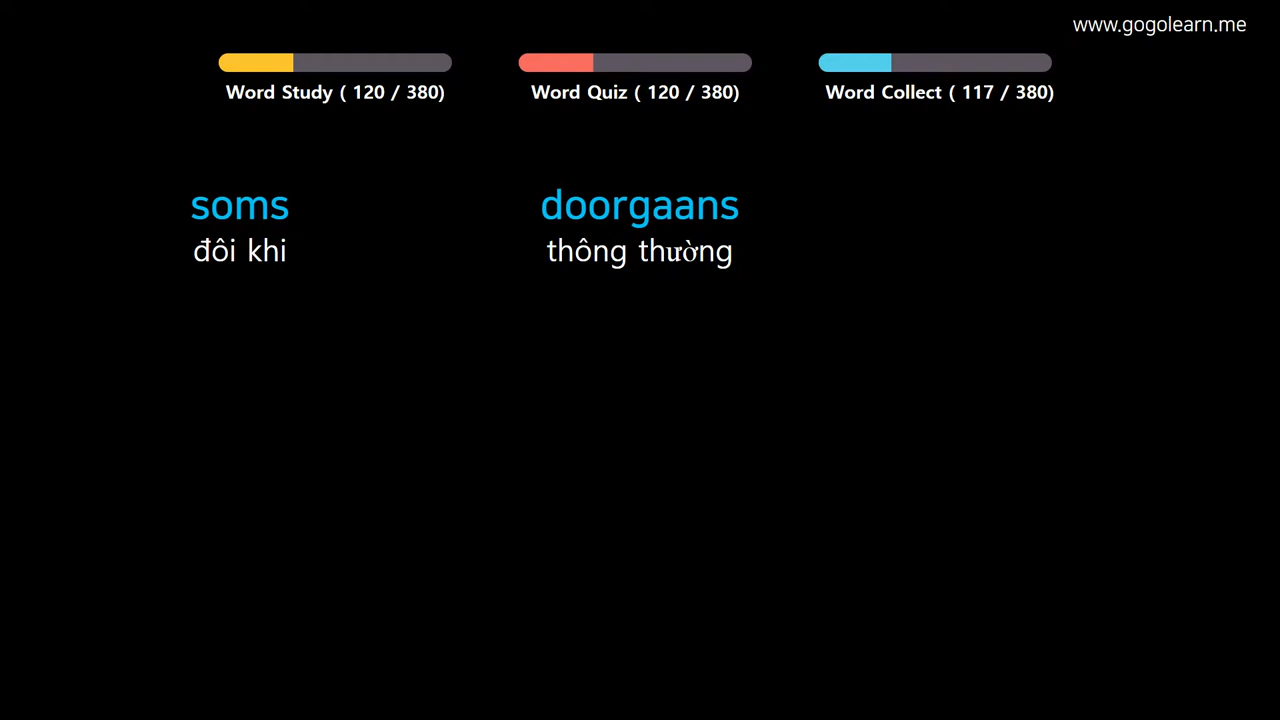 www.gogolearn.me
Word Study ( 120 / 380)
Word Quiz ( 120 / 380)
Word Collect ( 117 / 380)
soms
đôi khi
doorgaans
thông thường